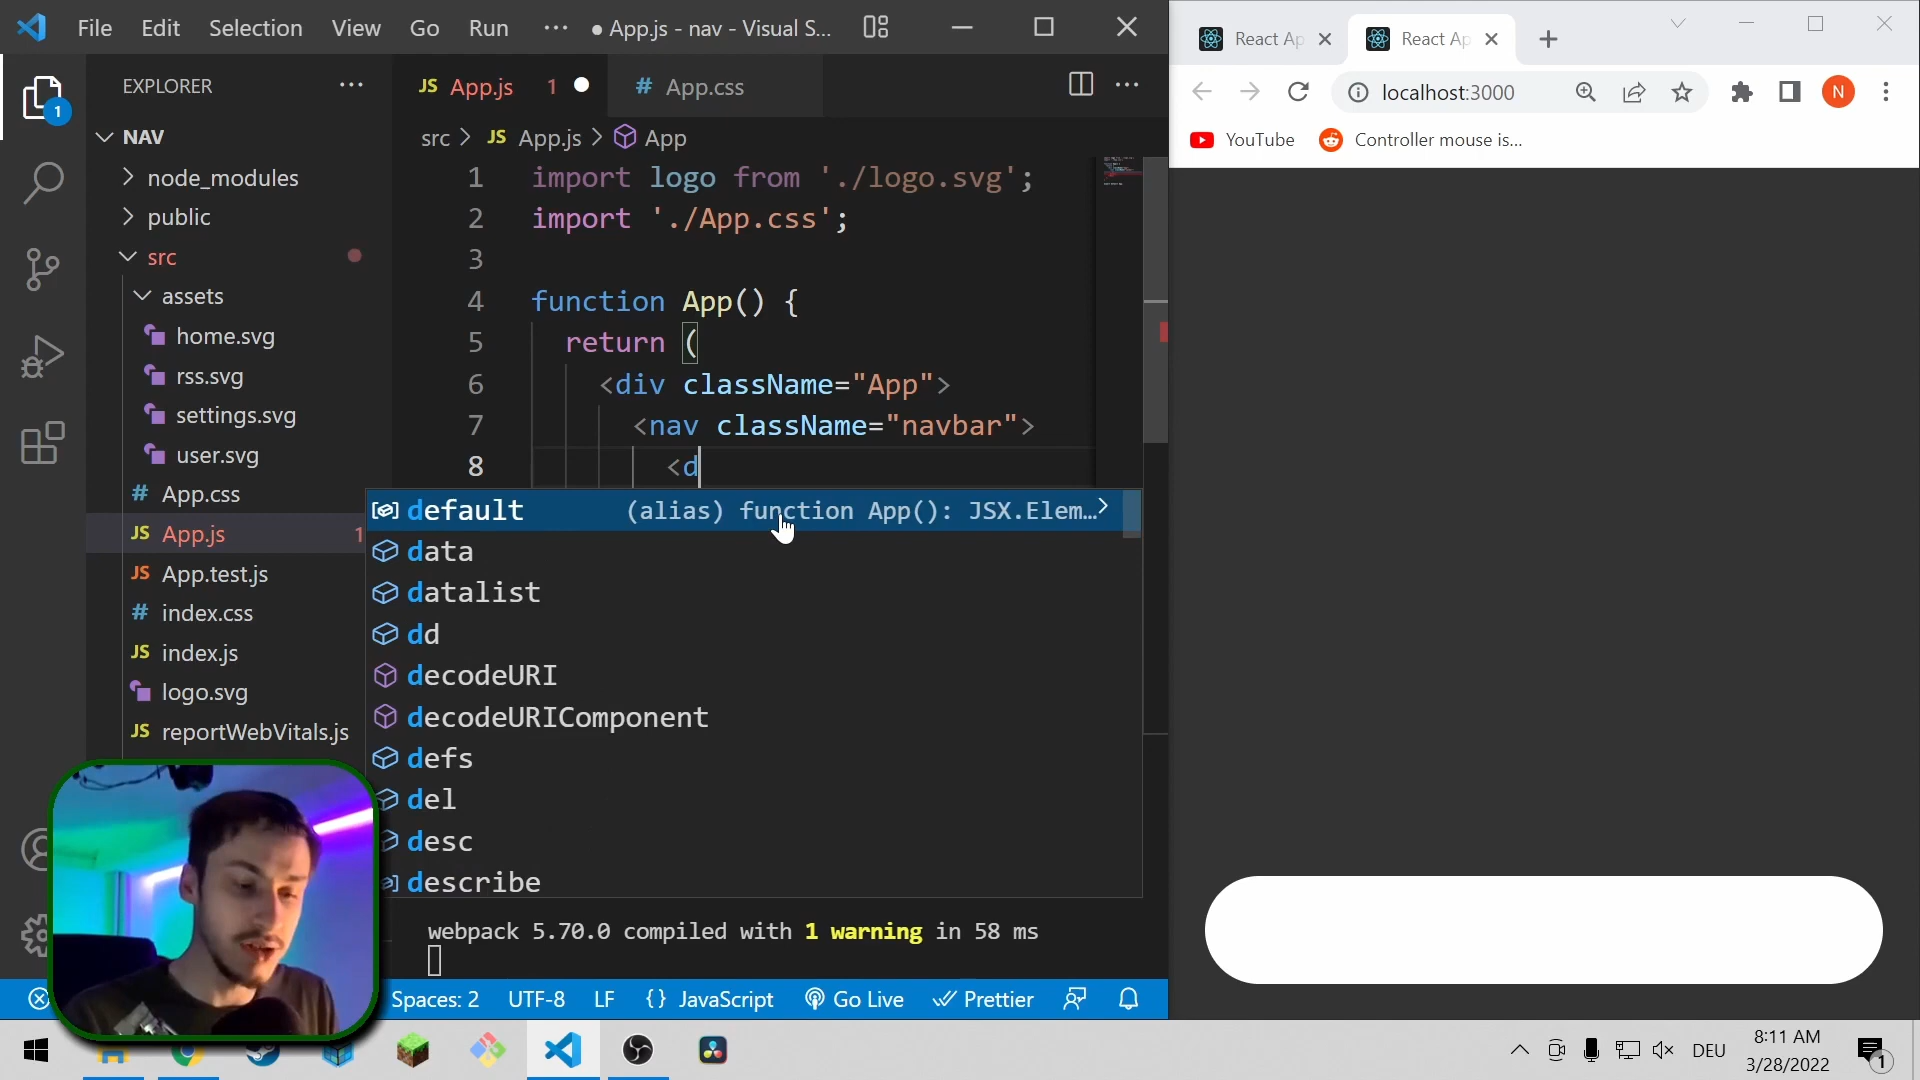 File Edit Selection View Go Run ··· ● App.js - nav - Visual S...
EXPLORER ···
1
NAV
node_modules
public
src
assets
home.svg
rss.svg
settings.svg
user.svg
# App.css
JS App.js 1
JS App.test.js
# index.css
JS index.js
logo.svg
JS reportWebVitals.js
JS App.js 1 ●
# App.css
···
src > JS App.js > App
1 import logo from './logo.svg';
2 import './App.css';
3
4 function App() {
5 return (
6 <div className="App">
7 <nav className="navbar">
8 <d
default (alias) function App(): JSX.Elem...
data
datalist
dd
decodeURI
decodeURIComponent
defs
del
desc
describe
webpack 5.70.0 compiled with 1 warning in 58 ms
Spaces: 2 UTF-8 LF {} JavaScript Go Live Prettier
React Ap
React Ap
localhost:3000
N
YouTube
Controller mouse is...
DEU
8:11 AM
3/28/2022
1